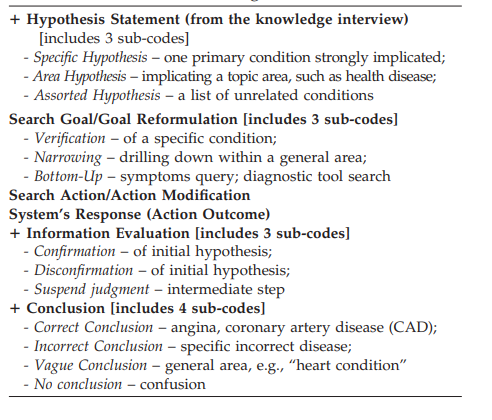 + Hypothesis Statement (from the knowledge interview)
[includes 3 sub-codes]
- Specific Hypothesis – one primary condition strongly implicated;
- Area Hypothesis – implicating a topic area, such as health disease;
- Assorted Hypothesis – a list of unrelated conditions
Search Goal/Goal Reformulation [includes 3 sub-codes]
- Verification – of a specific condition;
- Narrowing – drilling down within a general area;
- Bottom-Up – symptoms query; diagnostic tool search
Search Action/Action Modification
System's Response (Action Outcome)
+ Information Evaluation [includes 3 sub-codes]
- Confirmation – of initial hypothesis;
- Disconfirmation – of initial hypothesis;
- Suspend judgment – intermediate step
+ Conclusion [includes 4 sub-codes]
- Correct Conclusion – angina, coronary artery disease (CAD);
- Incorrect Conclusion – specific incorrect disease;
- Vague Conclusion – general area, e.g., "heart condition"
- No conclusion – confusion